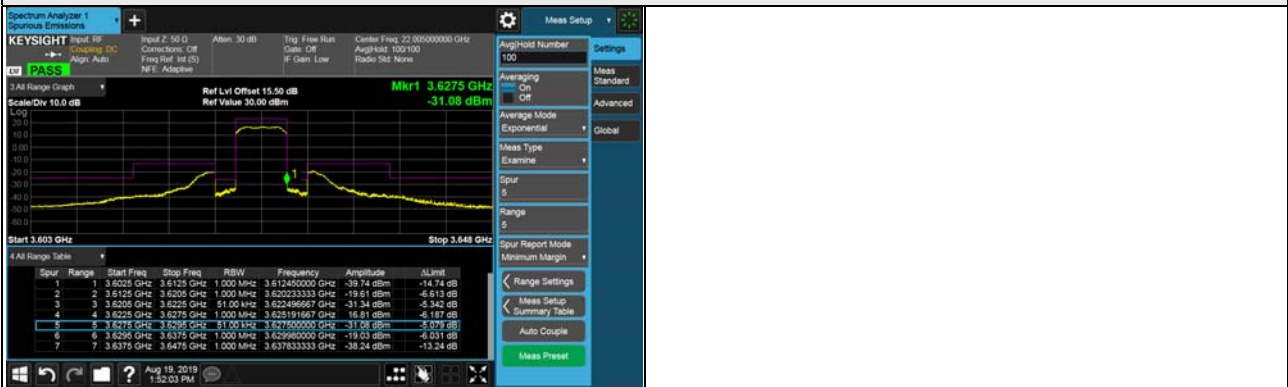 Spectrum Analyzer 1
Spurious Emissions
Meas Setup
KEYSIGHT
Input: RF
Coupling: DC
Align: Auto
Input Z: 50 Ω
Corrections: Off
Freq Ref: Int (S)
NFE: Adaptive
Atten: 30 dB
Trig: Free Run
Gate: Off
IF Gain: Low
Center Freq: 22.005000000 GHz
Avg|Hold: 100/100
Radio Std: None
LXI
PASS
3 All Range Graph
Scale/Div 10.0 dB
Ref Lvl Offset 15.50 dB
Ref Value 30.00 dBm
Mkr1 3.6275 GHz
-31.08 dBm
Log
20.0
10.0
0.00
-10.0
-20.0
-30.0
-40.0
-50.0
-60.0
1
Start 3.603 GHz
Stop 3.648 GHz
4 All Range Table
Spur Range Start Freq Stop Freq RBW Frequency Amplitude ΔLimit
1 1 3.6025 GHz 3.6125 GHz 1.000 MHz 3.612450000 GHz -39.74 dBm -14.74 dB
2 2 3.6125 GHz 3.6205 GHz 1.000 MHz 3.620233333 GHz -19.61 dBm -6.613 dB
3 3 3.6205 GHz 3.6225 GHz 51.00 kHz 3.622496667 GHz -31.34 dBm -5.342 dB
4 4 3.6225 GHz 3.6275 GHz 1.000 MHz 3.625191667 GHz 16.81 dBm -6.187 dB
5 5 3.6275 GHz 3.6295 GHz 51.00 kHz 3.627500000 GHz -31.08 dBm -5.079 dB
6 6 3.6295 GHz 3.6375 GHz 1.000 MHz 3.629980000 GHz -19.03 dBm -6.031 dB
7 7 3.6375 GHz 3.6475 GHz 1.000 MHz 3.637833333 GHz -38.24 dBm -13.24 dB
Aug 19, 2019
1:52:03 PM
Avg|Hold Number
100
Averaging
On
Off
Average Mode
Exponential
Meas Type
Examine
Spur
5
Range
5
Spur Report Mode
Minimum Margin
Range Settings
Meas Setup
Summary Table
Auto Couple
Meas Preset
Settings
Meas
Standard
Advanced
Global